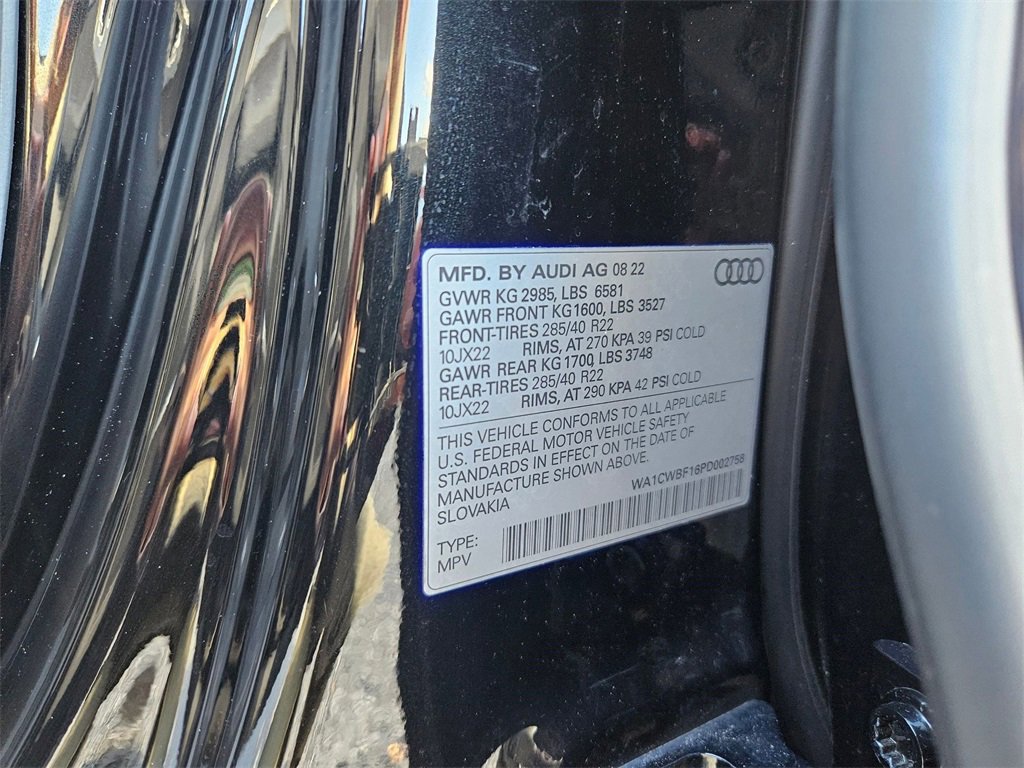 MFD. BY AUDI AG 08 22
GVWR KG 2985, LBS 6581
GAWR FRONT KG1600, LBS 3527
FRONT-TIRES 285/40 R22
10JX22 RIMS, AT 270 KPA 39 PSI COLD
GAWR REAR KG 1700 LBS 3748
REAR-TIRES 285/40 R22
10JX22 RIMS, AT 290 KPA 42 PSI COLD
THIS VEHICLE CONFORMS TO ALL APPLICABLE
U.S. FEDERAL MOTOR VEHICLE SAFETY
STANDARDS IN EFFECT ON THE DATE OF
MANUFACTURE SHOWN ABOVE.
SLOVAKIA
WA1CWBF16PD002758
TYPE:
MPV